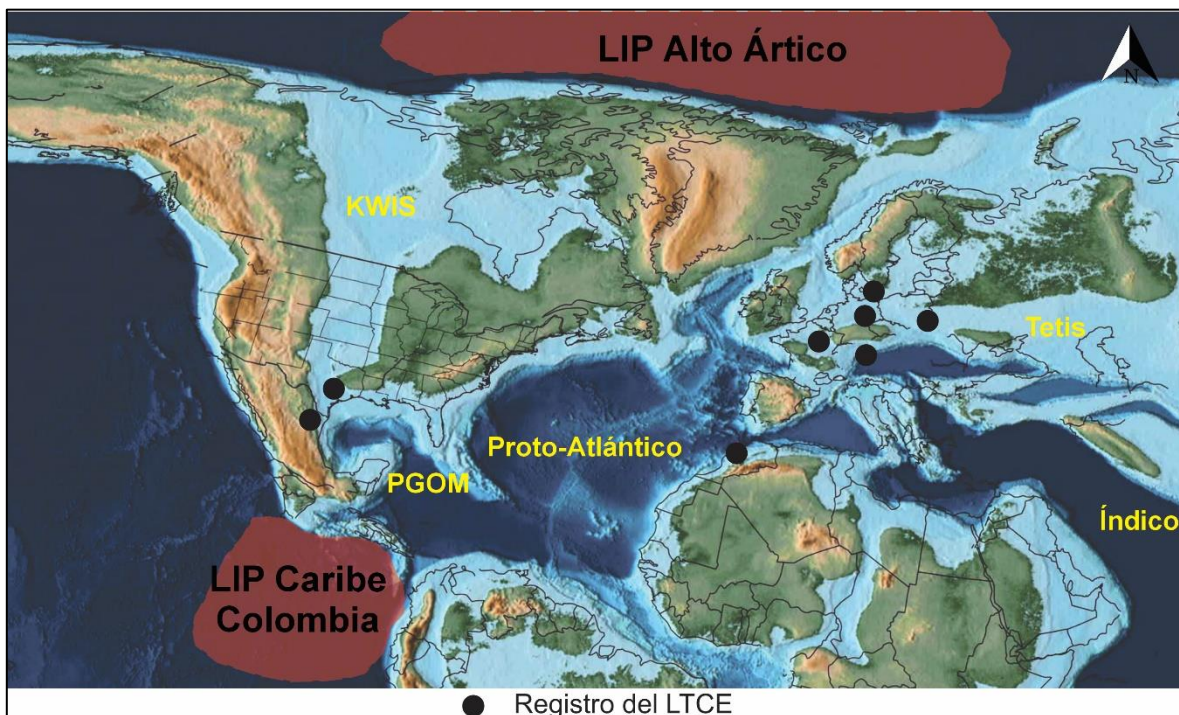 LIP Alto Ártico
N
KWIS
Tetis
Proto-Atlántico
PGOM
Índico
LIP Caribe
Colombia
Registro del LTCE